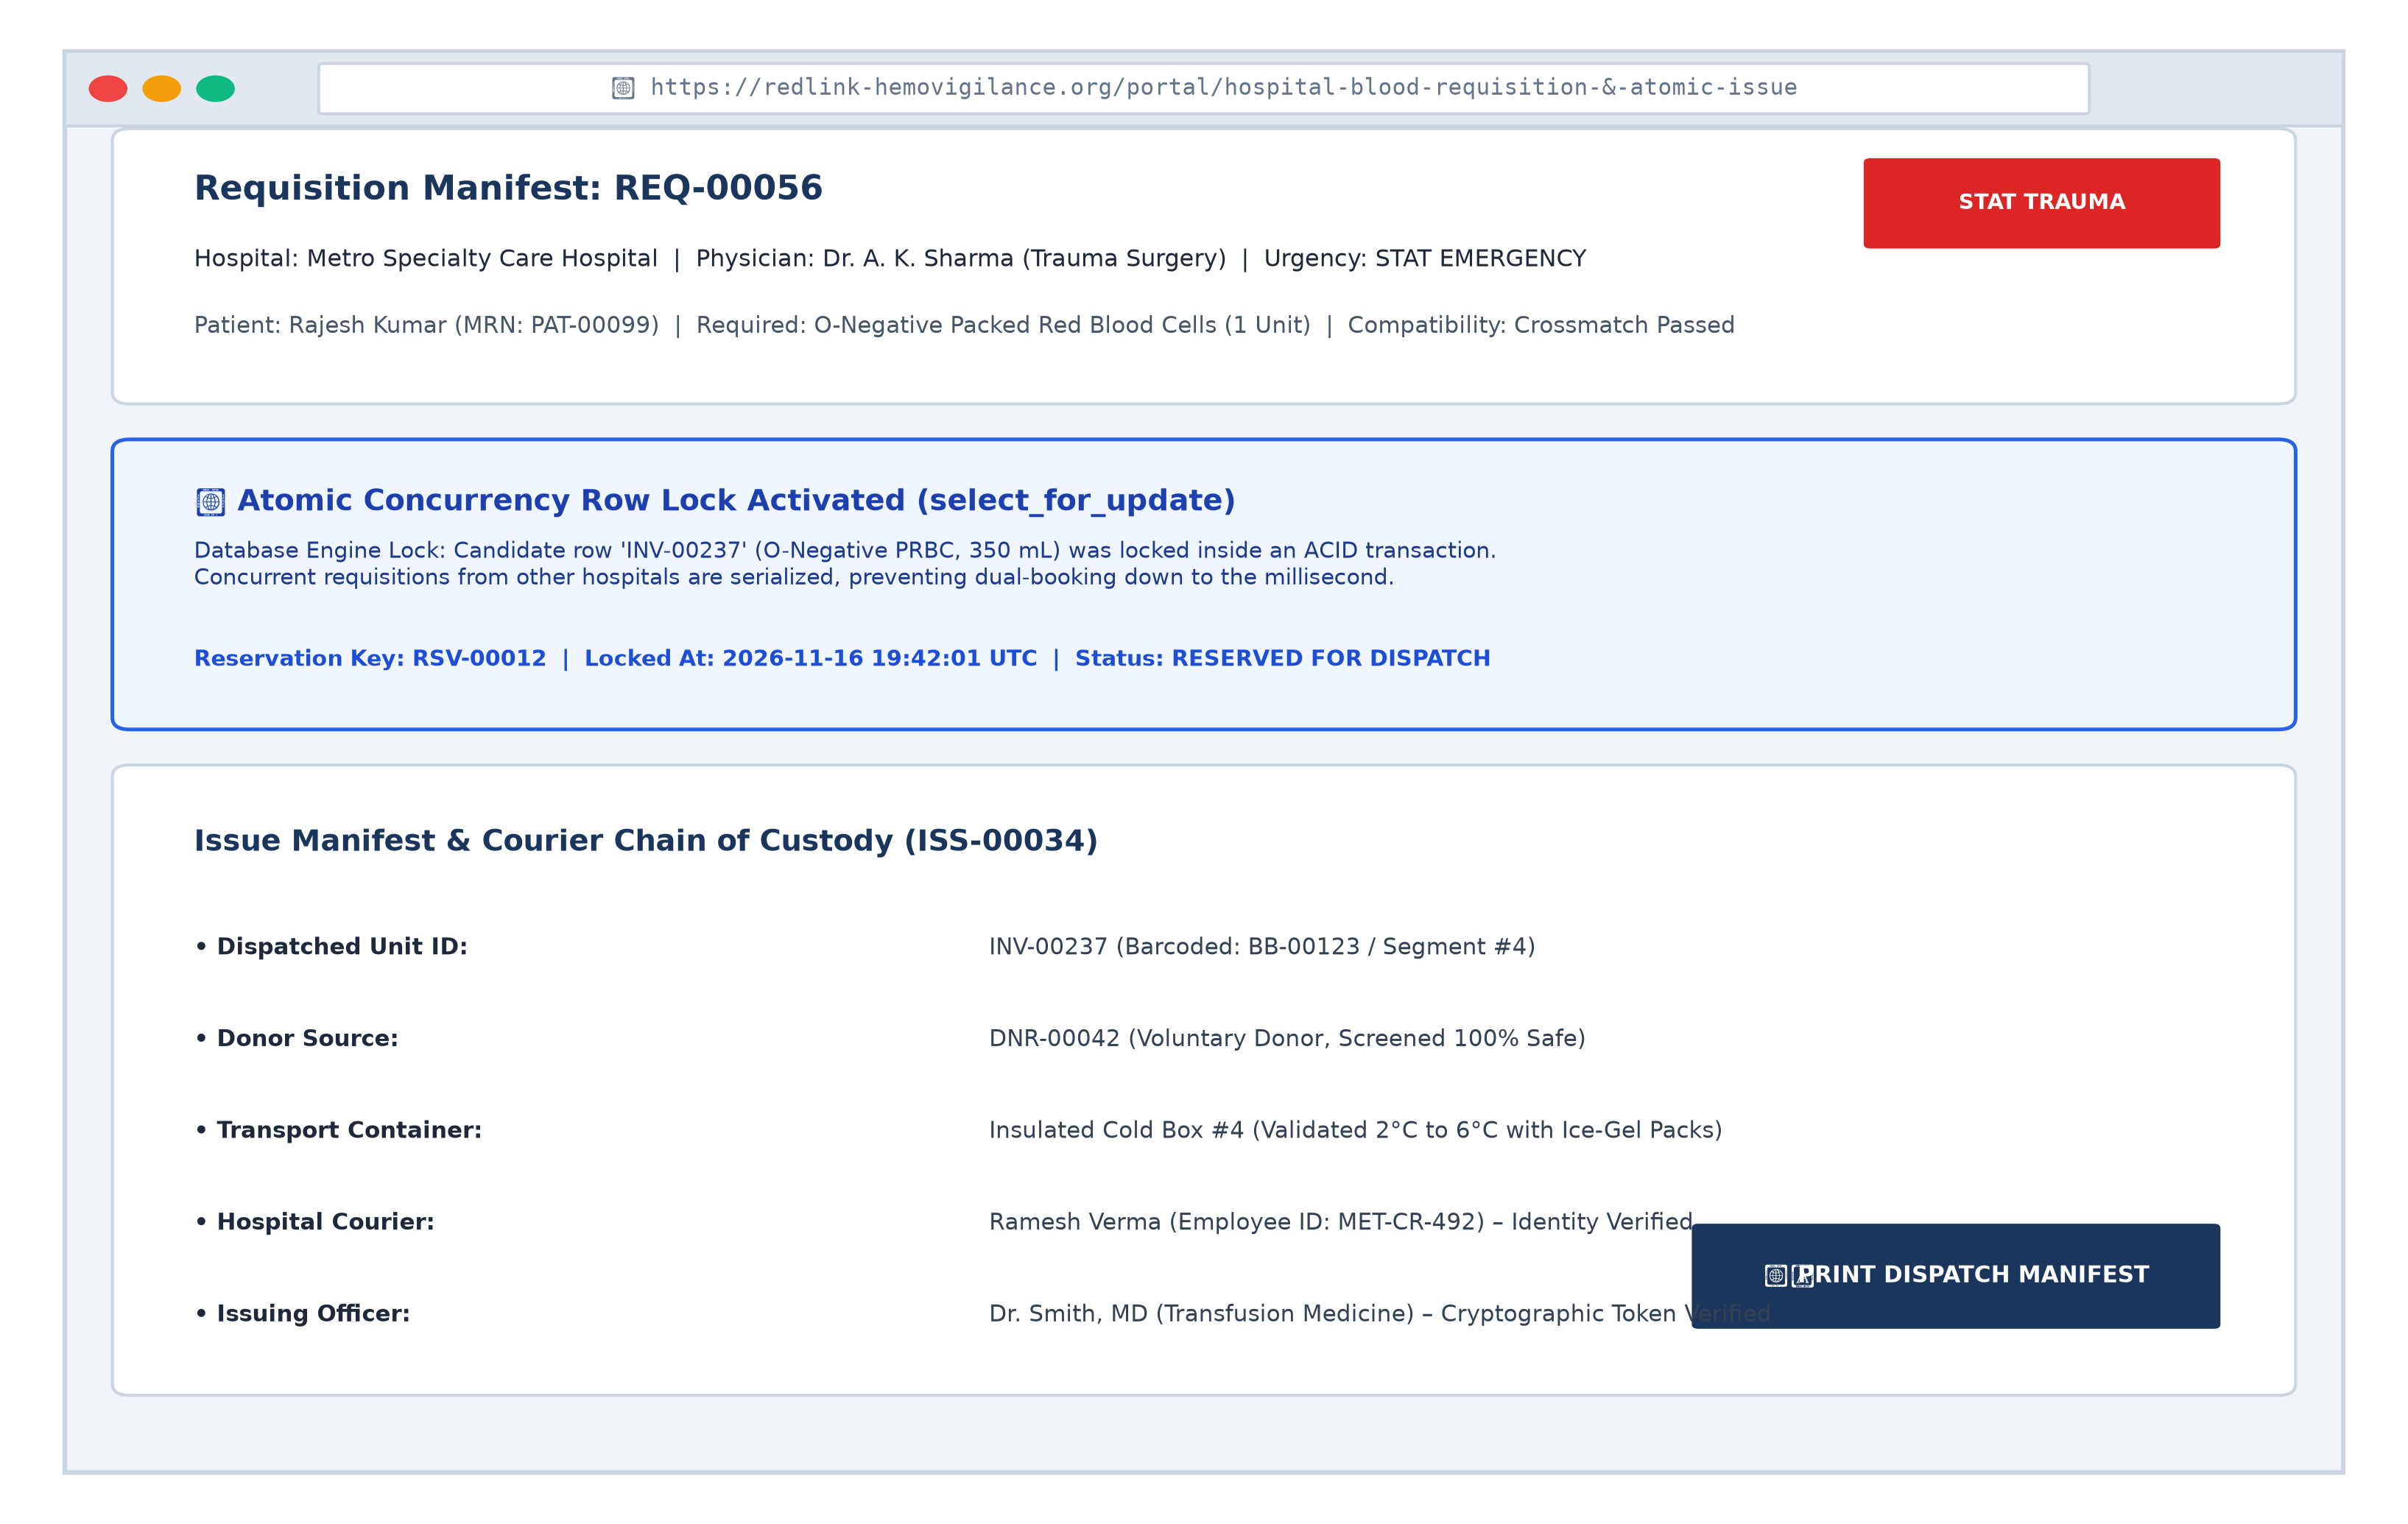 https://redlink-hemovigilance.org/portal/hospital-blood-requisition-&-atomic-issue
Requisition Manifest: REQ-00056
STAT TRAUMA
Hospital: Metro Specialty Care Hospital | Physician: Dr. A. K. Sharma (Trauma Surgery) | Urgency: STAT EMERGENCY
Patient: Rajesh Kumar (MRN: PAT-00099) | Required: O-Negative Packed Red Blood Cells (1 Unit) | Compatibility: Crossmatch Passed
Atomic Concurrency Row Lock Activated (select_for_update)
Database Engine Lock: Candidate row 'INV-00237' (O-Negative PRBC, 350 mL) was locked inside an ACID transaction.
Concurrent requisitions from other hospitals are serialized, preventing dual-booking down to the millisecond.
Reservation Key: RSV-00012 | Locked At: 2026-11-16 19:42:01 UTC | Status: RESERVED FOR DISPATCH
Issue Manifest & Courier Chain of Custody (ISS-00034)
• Dispatched Unit ID: INV-00237 (Barcoded: BB-00123 / Segment #4)
• Donor Source: DNR-00042 (Voluntary Donor, Screened 100% Safe)
• Transport Container: Insulated Cold Box #4 (Validated 2°C to 6°C with Ice-Gel Packs)
• Hospital Courier: Ramesh Verma (Employee ID: MET-CR-492) – Identity Verified
PRINT DISPATCH MANIFEST
• Issuing Officer: Dr. Smith, MD (Transfusion Medicine) – Cryptographic Token Verified